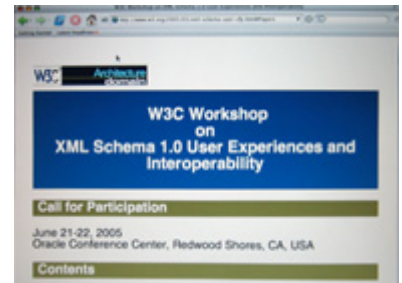 W3C Architecture
domain
W3C Workshop
on
XML Schema 1.0 User Experiences and
Interoperability
Call for Participation
June 21-22, 2005
Oracle Conference Center, Redwood Shores, CA, USA
Contents